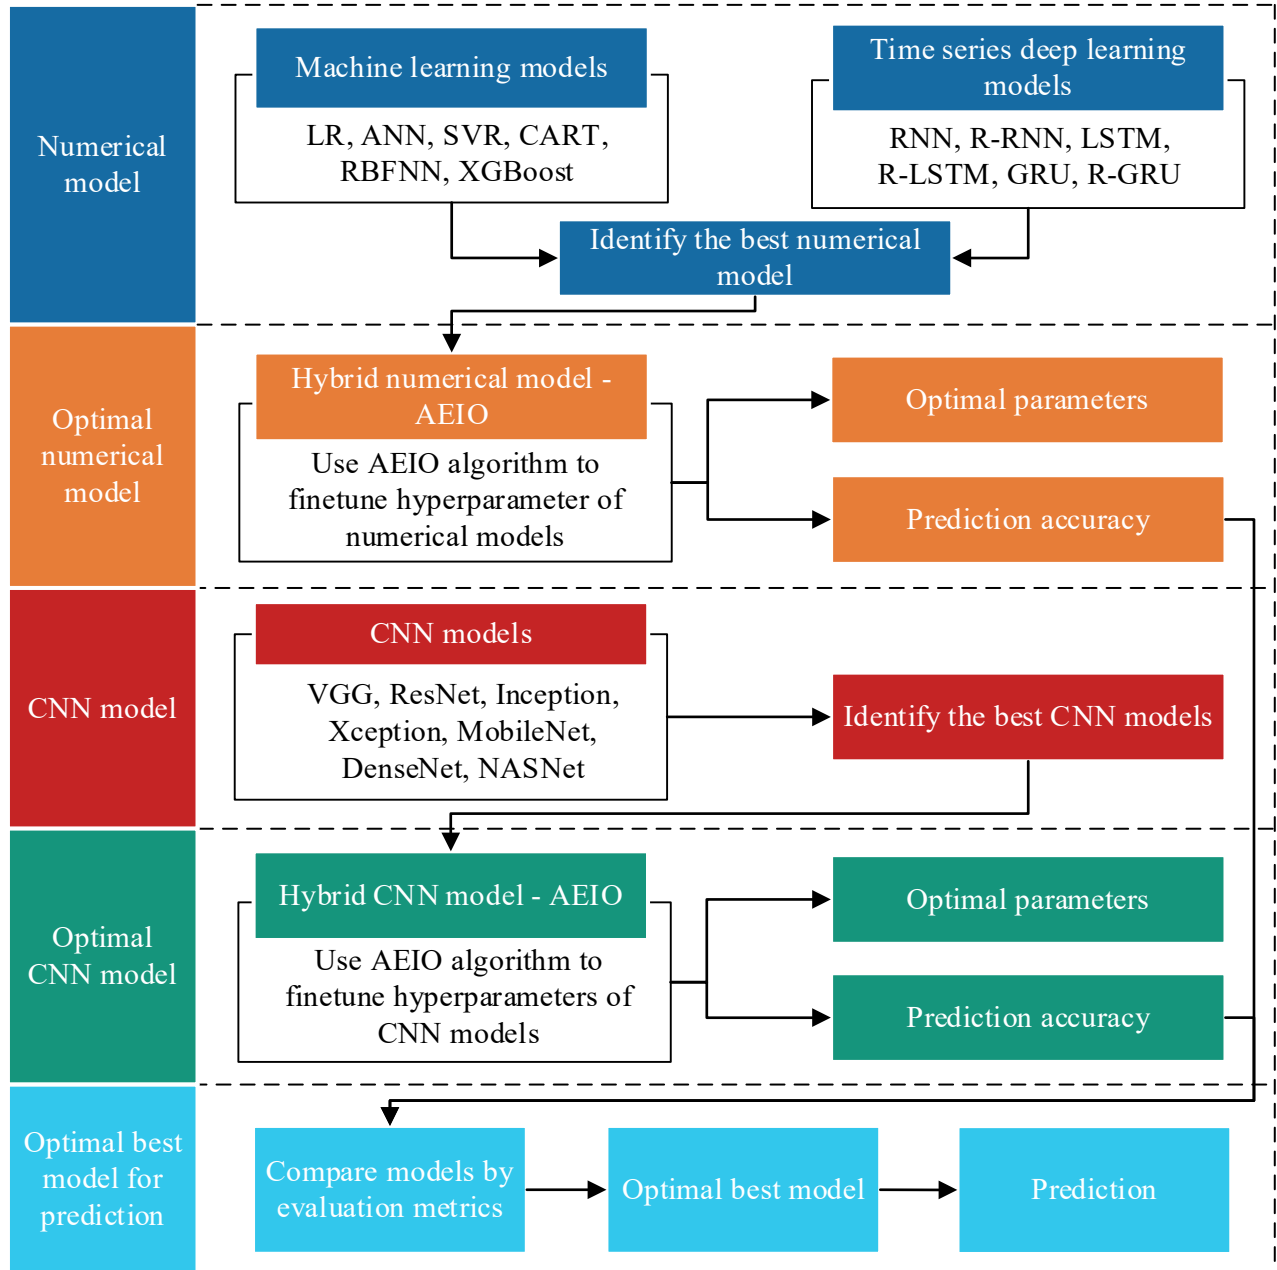 Numerical
model
Machine learning models
LR, ANN, SVR, CART,
RBFNN, XGBoost
Time series deep learning
models
RNN, R-RNN, LSTM,
R-LSTM, GRU, R-GRU
Identify the best numerical
model
Optimal
numerical
model
Hybrid numerical model -
AEIO
Use AEIO algorithm to
finetune hyperparameter of
numerical models
Optimal parameters
Prediction accuracy
CNN model
CNN models
VGG, ResNet, Inception,
Xception, MobileNet,
DenseNet, NASNet
Identify the best CNN models
Optimal
CNN model
Hybrid CNN model - AEIO
Use AEIO algorithm to
finetune hyperparameters of
CNN models
Optimal parameters
Prediction accuracy
Optimal best
model for
prediction
Compare models by
evaluation metrics
Optimal best model
Prediction